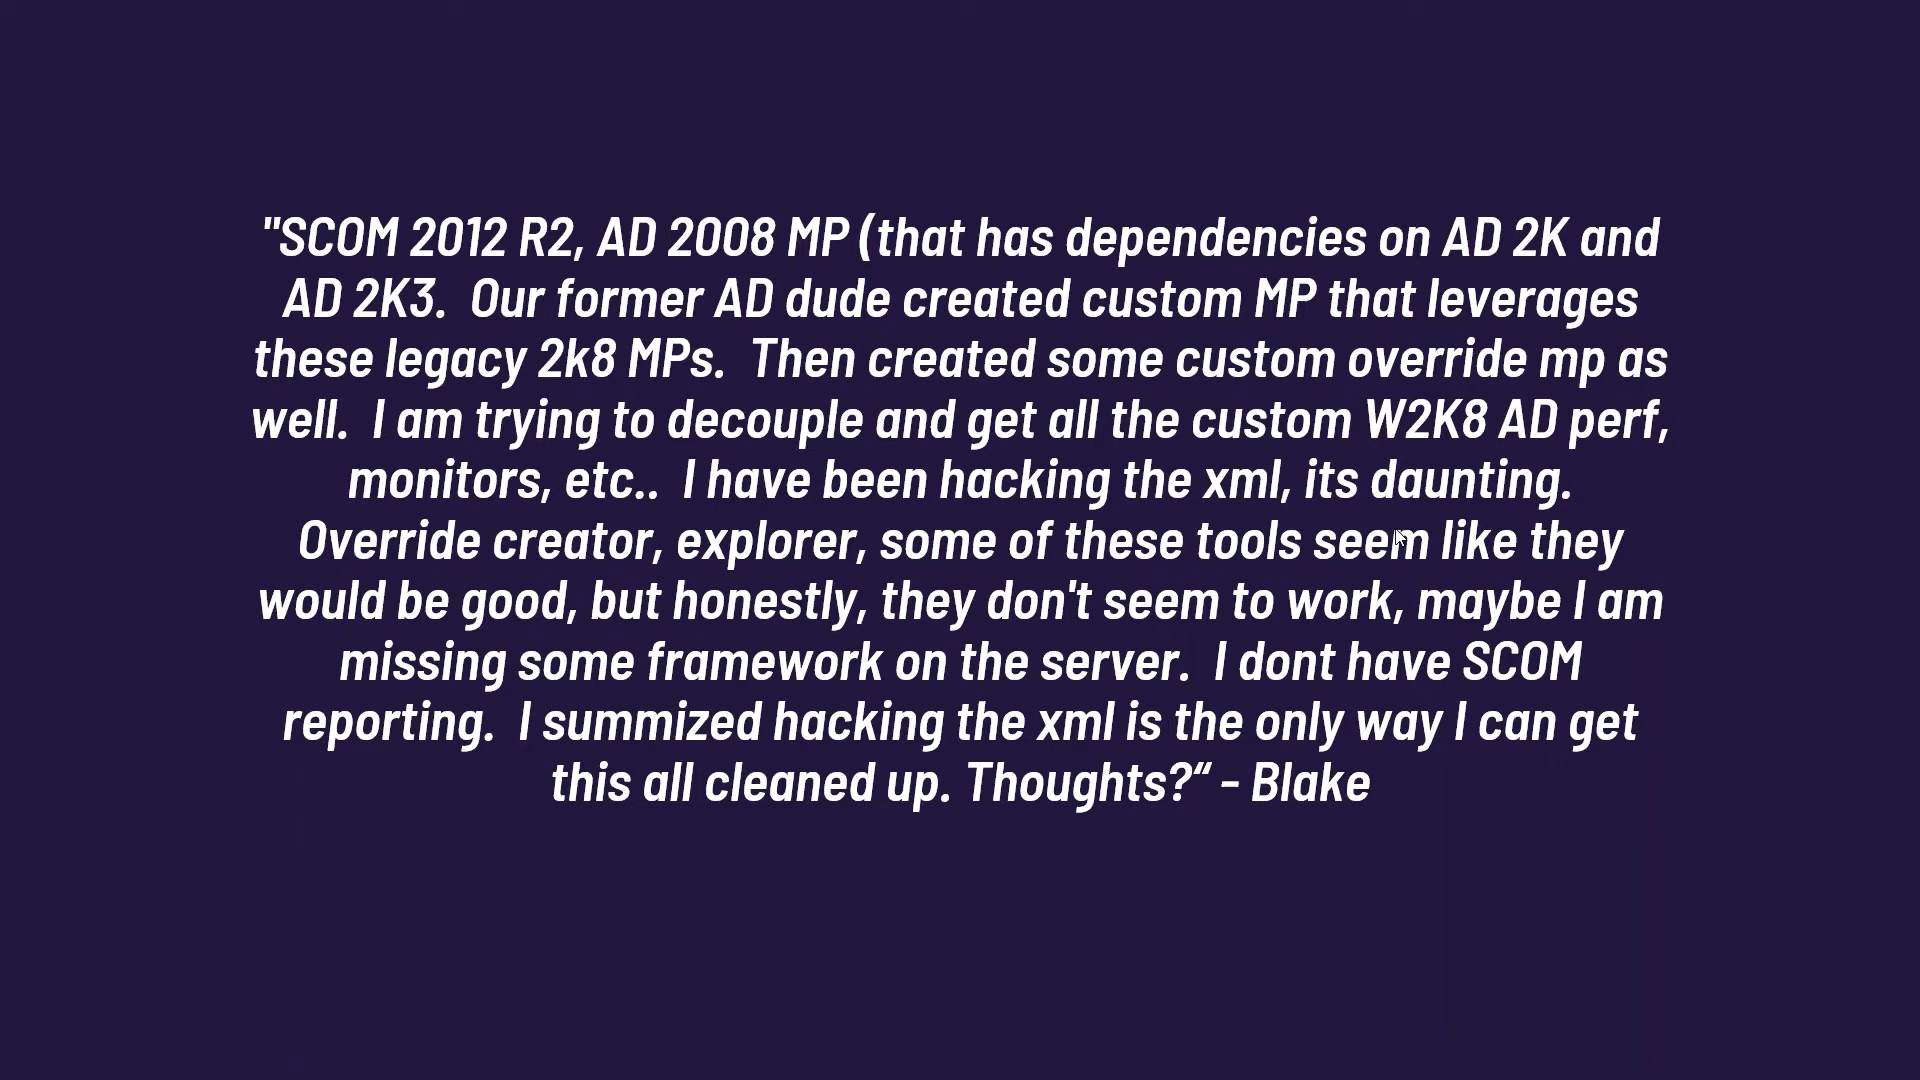 "SCOM 2012 R2, AD 2008 MP (that has dependencies on AD 2K and
AD 2K3.  Our former AD dude created custom MP that leverages
these legacy 2k8 MPs.  Then created some custom override mp as
well.  I am trying to decouple and get all the custom W2K8 AD perf,
monitors, etc..  I have been hacking the xml, its daunting.
Override creator, explorer, some of these tools seem like they
would be good, but honestly, they don't seem to work, maybe I am
missing some framework on the server.  I dont have SCOM
reporting.  I summized hacking the xml is the only way I can get
this all cleaned up. Thoughts?“ - Blake